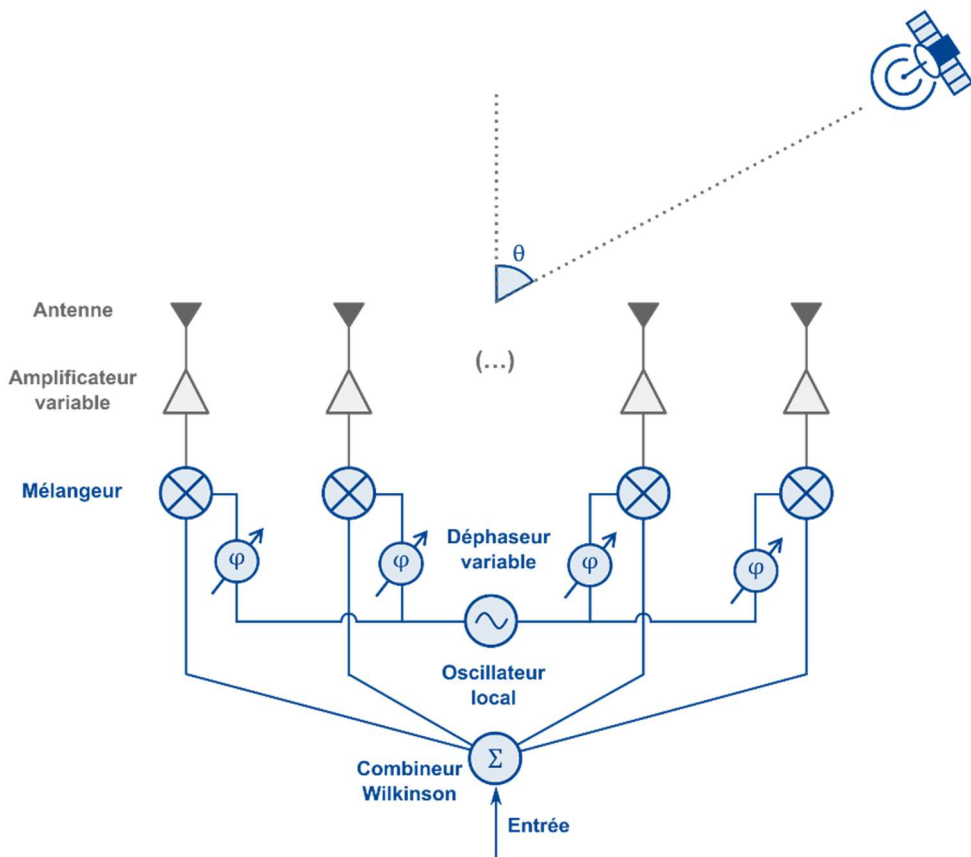 θ
Antenne
(...)
Amplificateur
variable
Mélangeur
Déphaseur
variable
φ
φ
φ
φ
Oscillateur
local
Σ
Combineur
Wilkinson
Entrée